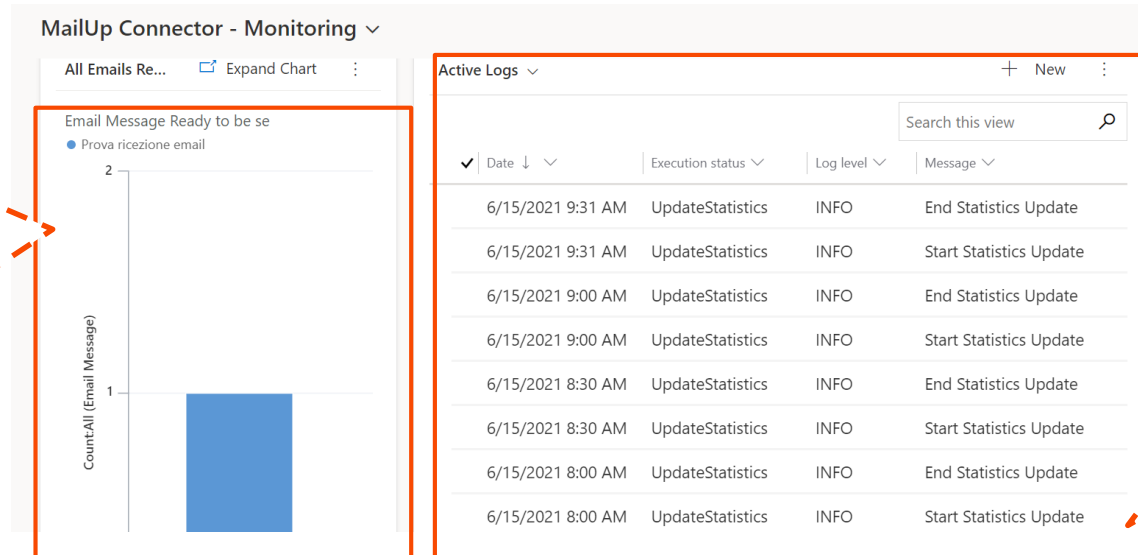 MailUp Connector - Monitoring
All Emails Re...
Expand Chart
Email Message Ready to be se
Prova ricezione email
2
1
Count:All (Email Message)
Active Logs
New
Search this view
Date Execution status Log level Message
6/15/2021 9:31 AM UpdateStatistics INFO End Statistics Update
6/15/2021 9:31 AM UpdateStatistics INFO Start Statistics Update
6/15/2021 9:00 AM UpdateStatistics INFO End Statistics Update
6/15/2021 9:00 AM UpdateStatistics INFO Start Statistics Update
6/15/2021 8:30 AM UpdateStatistics INFO End Statistics Update
6/15/2021 8:30 AM UpdateStatistics INFO Start Statistics Update
6/15/2021 8:00 AM UpdateStatistics INFO End Statistics Update
6/15/2021 8:00 AM UpdateStatistics INFO Start Statistics Update